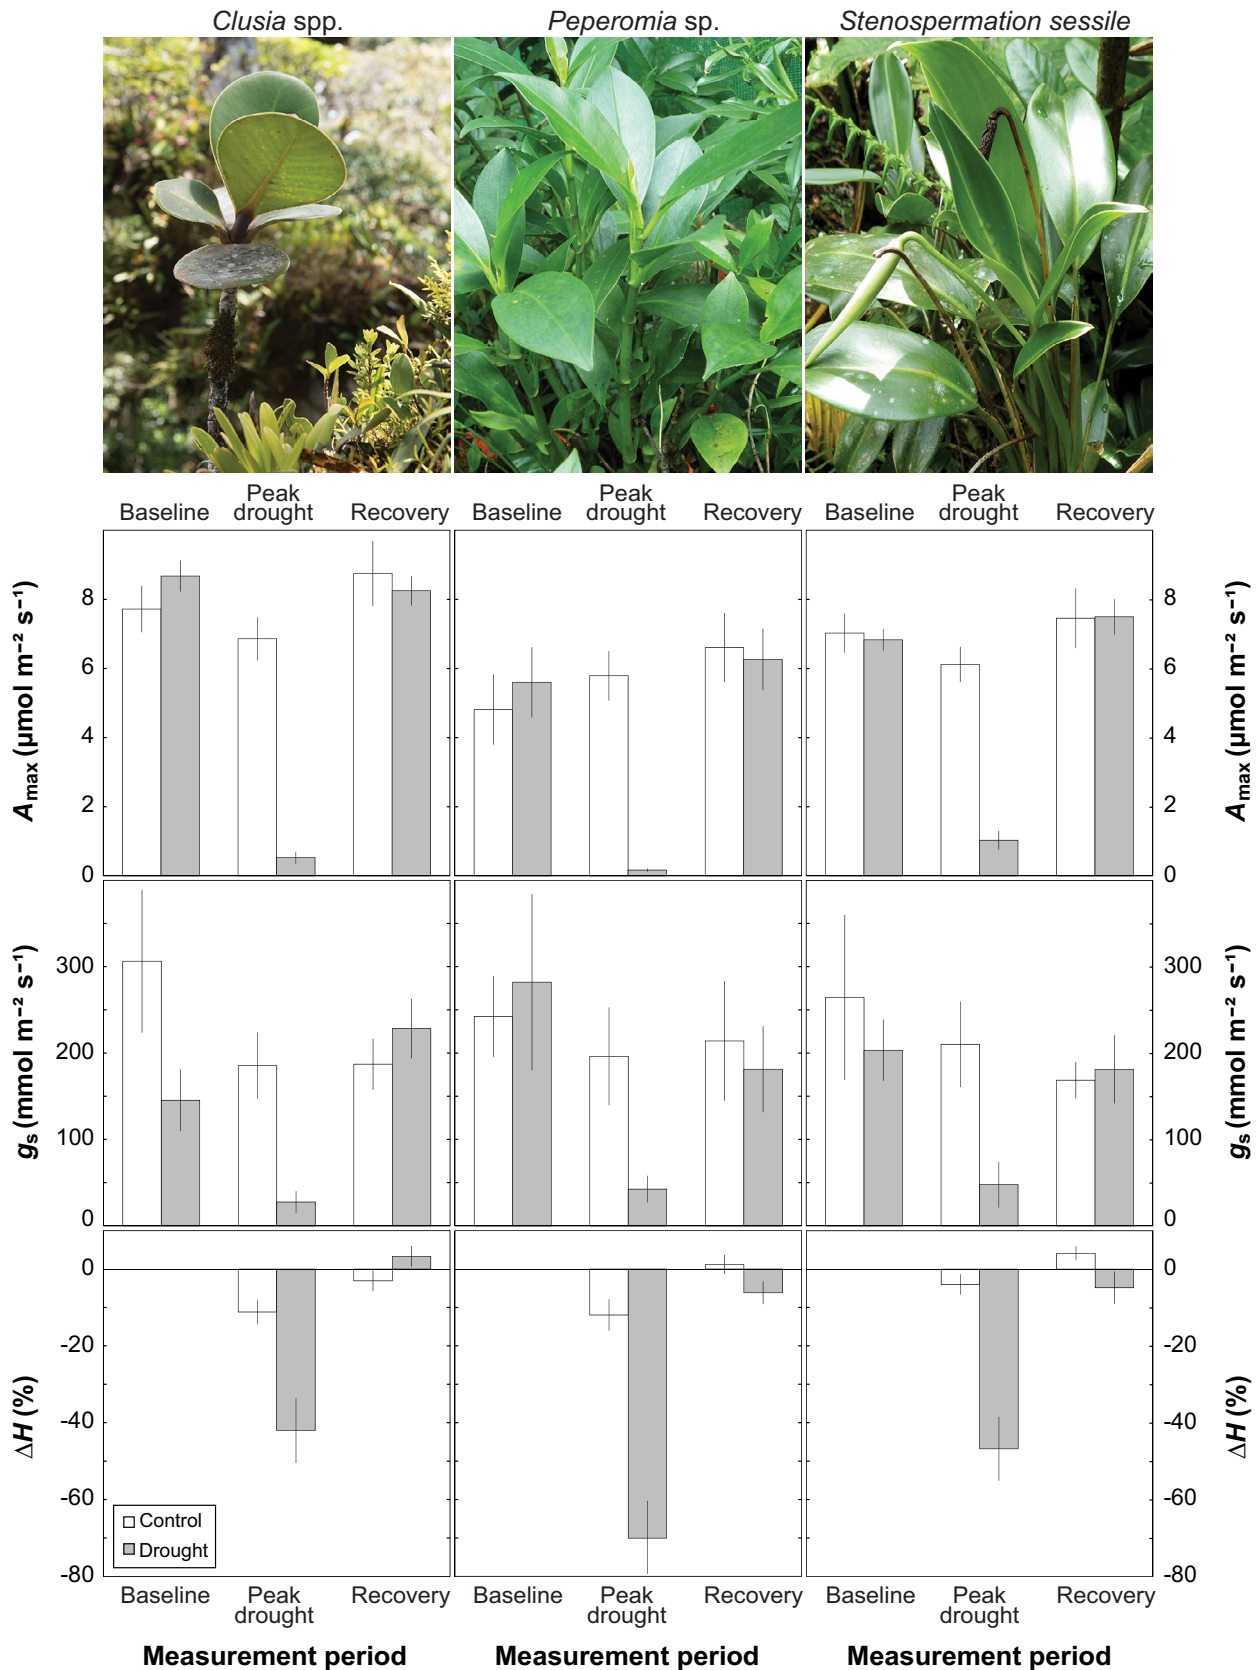 Clusia spp.
Peperomia sp.
Stenospermation sessile
Baseline
Peak
drought
Recovery
Baseline
Peak
drought
Recovery
Baseline
Peak
drought
Recovery
Amax (µmol m⁻² s⁻¹)
8
6
4
2
0
8
6
4
2
0
Amax (µmol m⁻² s⁻¹)
gs (mmol m⁻² s⁻¹)
300
200
100
0
300
200
100
0
gs (mmol m⁻² s⁻¹)
ΔH (%)
0
-20
-40
-60
-80
0
-20
-40
-60
-80
ΔH (%)
Control
Drought
Baseline
Peak
drought
Recovery
Baseline
Peak
drought
Recovery
Baseline
Peak
drought
Recovery
Measurement period
Measurement period
Measurement period